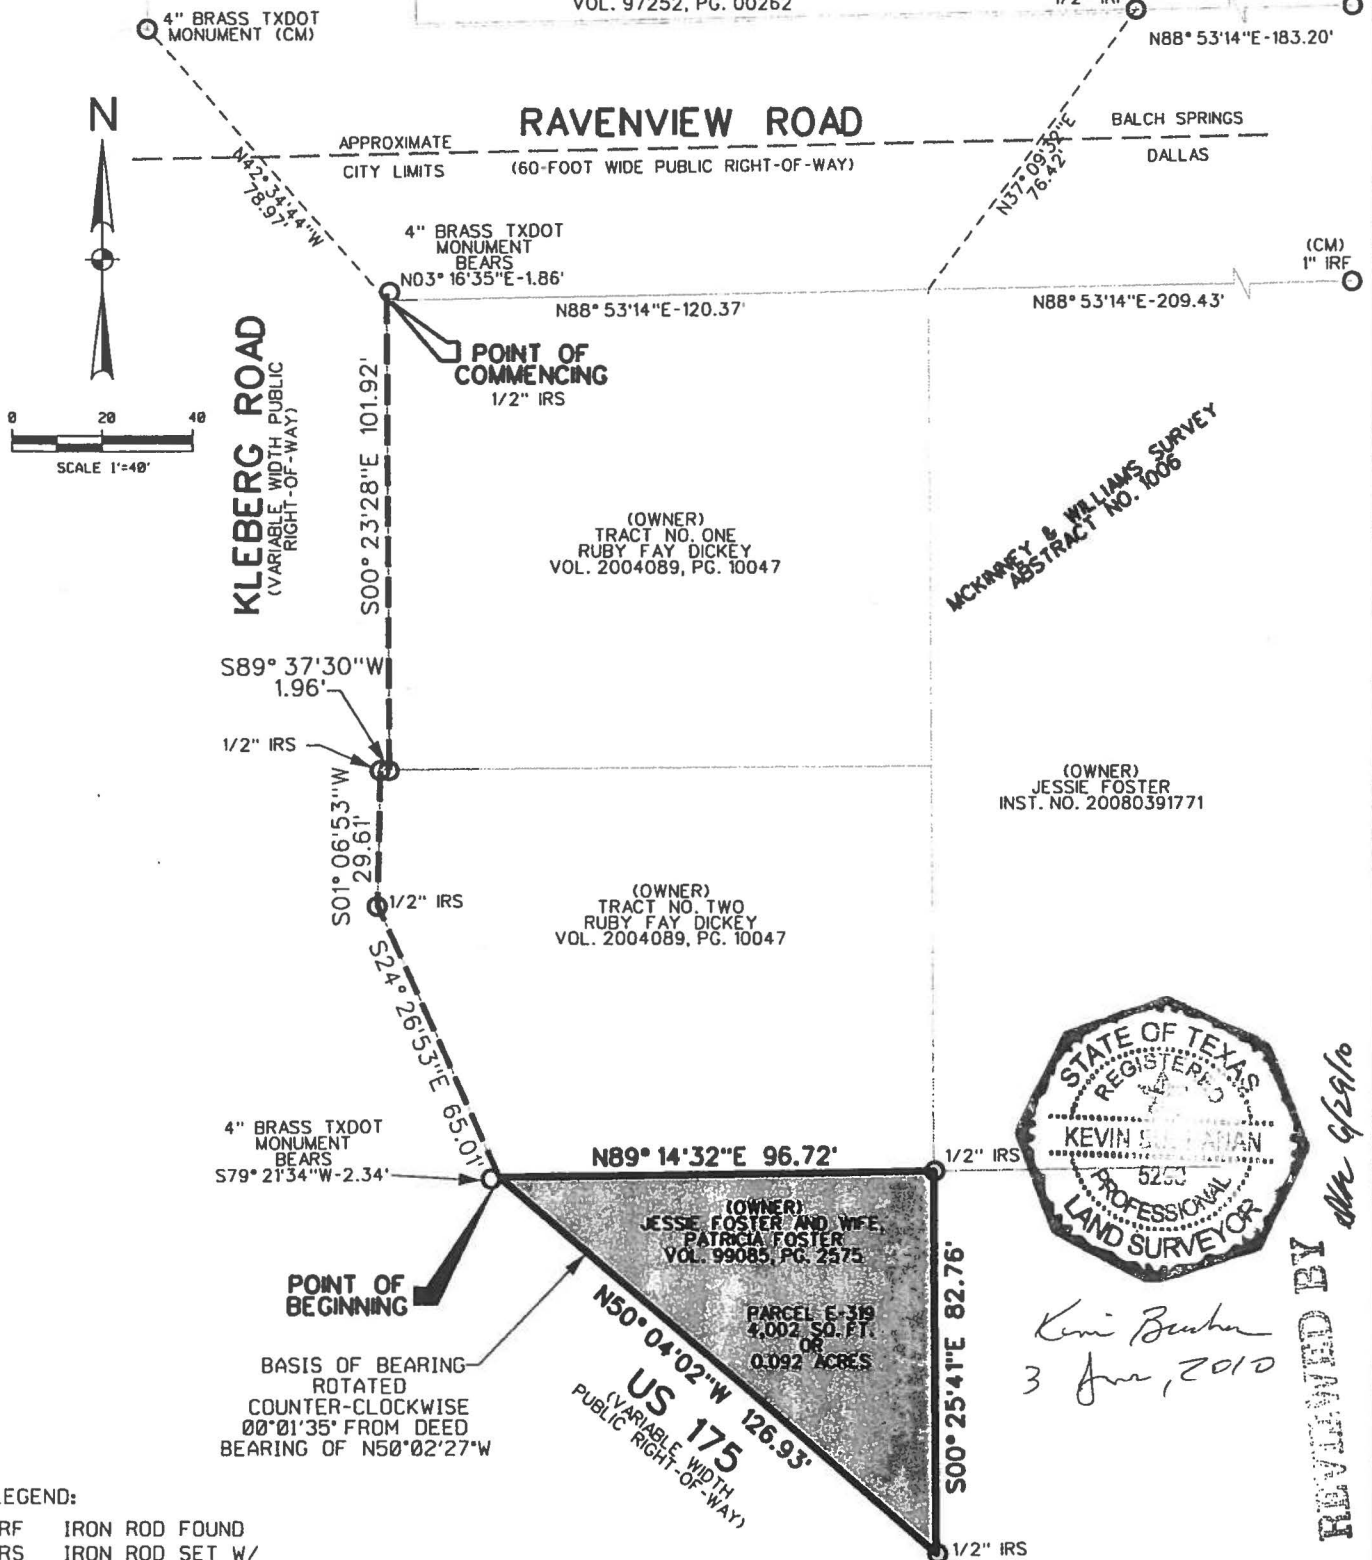 VOL. 97252, PG. 00262
4" BRASS TXDOT
MONUMENT (CM)
N88°53'14"E-183.20'
N
RAVENVIEW ROAD
(60-FOOT WIDE PUBLIC RIGHT-OF-WAY)
APPROXIMATE
CITY LIMITS
BALCH SPRINGS
DALLAS
N42°34'44"W
78.97'
N37°09'32"E
76.42'
4" BRASS TXDOT
MONUMENT
BEARS
N03°16'35"E-1.86'
(CM)
1" IRF
N88°53'14"E-120.37'
N88°53'14"E-209.43'
POINT OF
COMMENCING
1/2" IRS
KLEBERG ROAD
(VARIABLE WIDTH PUBLIC
RIGHT-OF-WAY)
S00°23'28"E 101.92'
0 20 40
SCALE 1'=40'
MCKINNEY & WILLIAMS SURVEY
ABSTRACT NO. 1006
(OWNER)
TRACT NO. ONE
RUBY FAY DICKEY
VOL. 2004089, PG. 10047
S89°37'30"W
1.96'
1/2" IRS
S01°06'53"W
29.61'
1/2" IRS
(OWNER)
JESSIE FOSTER
INST. NO. 20080391771
(OWNER)
TRACT NO. TWO
RUBY FAY DICKEY
VOL. 2004089, PG. 10047
S24°26'53"E 65.01'
4" BRASS TXDOT
MONUMENT
BEARS
S79°21'34"W-2.34'
N89°14'32"E 96.72'
1/2" IRS
(OWNER)
JESSIE FOSTER AND WIFE,
PATRICIA FOSTER
VOL. 99085, PG. 2575
PARCEL E-319
4,002 SQ. FT.
OR
0.092 ACRES
S00°25'41"E 82.76'
POINT OF
BEGINNING
N50°04'02"W 126.93'
US 175
(VARIABLE WIDTH
PUBLIC RIGHT-OF-WAY)
BASIS OF BEARING
ROTATED
COUNTER-CLOCKWISE
00°01'35" FROM DEED
BEARING OF N50°02'27"W
1/2" IRS
STATE OF TEXAS
REGISTERED
KEVIN
PROFESSIONAL
LAND SURVEYOR
3 , 2010
REVIEWED BY
6/29/10
LEGEND:
RF IRON ROD FOUND
RS IRON ROD SET W/